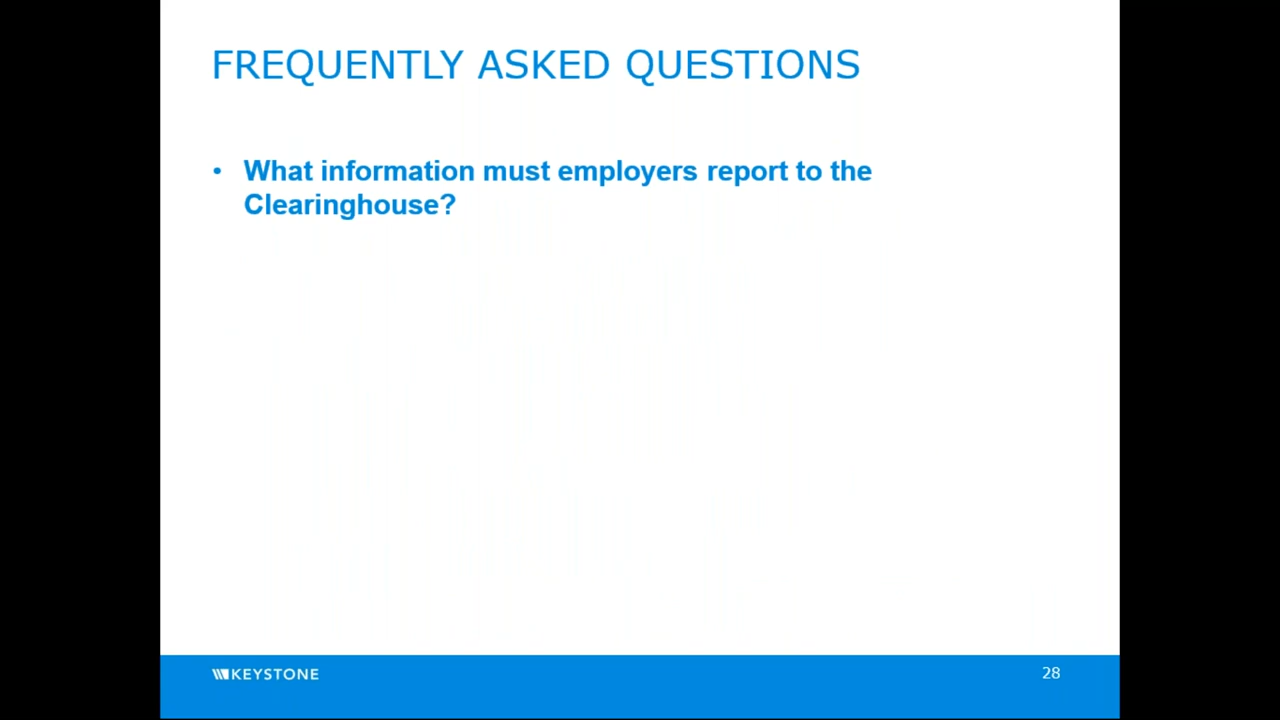 FREQUENTLY ASKED QUESTIONS
• What information must employers report to the
Clearinghouse?
KEYSTONE
28